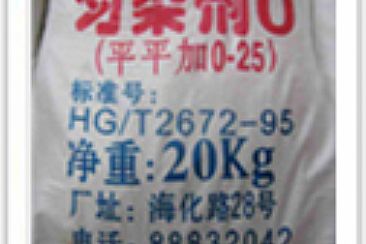 匀染剂O
(平平加O-25)
标准号:
HG/T2672-95
净重:20Kg
厂址: 海化路28号
电话:88832042